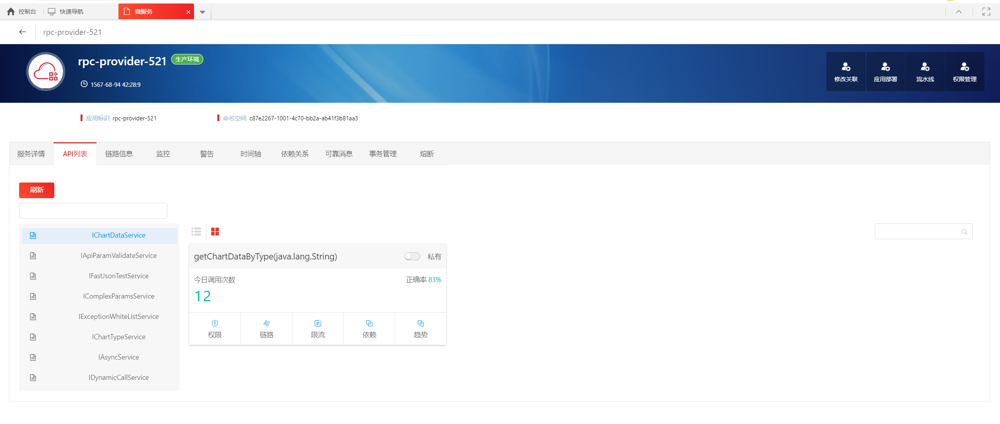 控制台
快速导航
微服务
rpc-provider-521
rpc-provider-521
生产环境
1567-68-94 42:28:9
修改关联
应用部署
流水线
权限管理
应用标识 rpc-provider-521
命名空间 c87e2267-1001-4c70-bb2a-ab41f3b81aa3
服务详情
API列表
链路信息
监控
警告
时间轴
依赖关系
可靠消息
事务管理
熔断
刷新
IChartDataService
IApiParamValidateService
IFastJsonTestService
IComplexParamsService
IExceptionWhiteListService
IChartTypeService
IAsyncService
IDynamicCallService
getChartDataByType(java.lang.String)
私有
今日调用次数
正确率 83%
12
权限
链路
限流
依赖
趋势